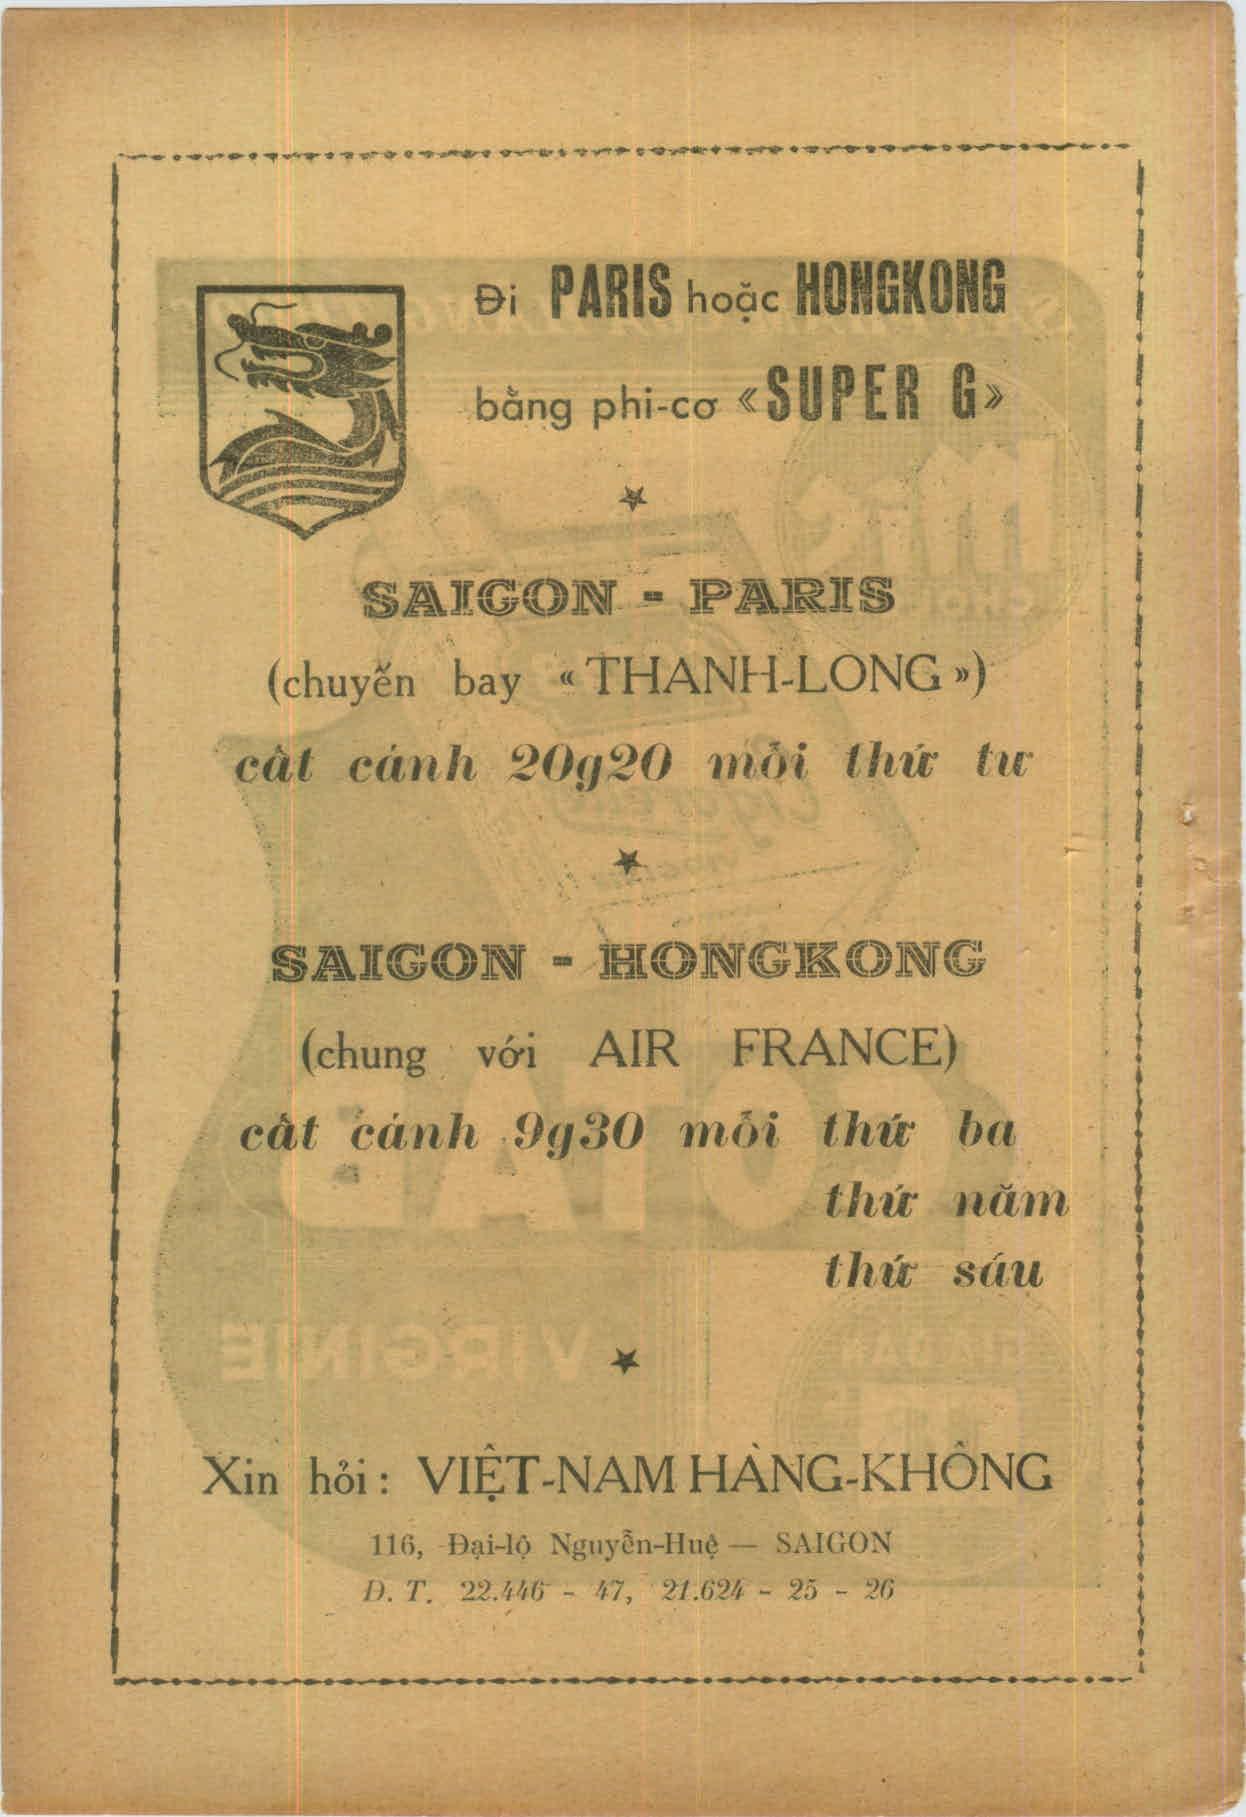 Đi PARIS hoặc HONGKONG
bằng phi-cơ «SUPER G»
SAIGON - PARIS
(chuyến bay «THANH-LONG»)
cất cánh 20g20 mỗi thứ tư
SAIGON - HONGKONG
(chung với AIR FRANCE)
cất cánh 9g30 mỗi thứ ba
thứ năm
thứ sáu
Xin hỏi : VIỆT-NAM HÀNG-KHÔNG
116, Đại-lộ Nguyễn-Huệ — SAIGON
Đ. T. 22.446 - 47, 21.624 - 25 - 26